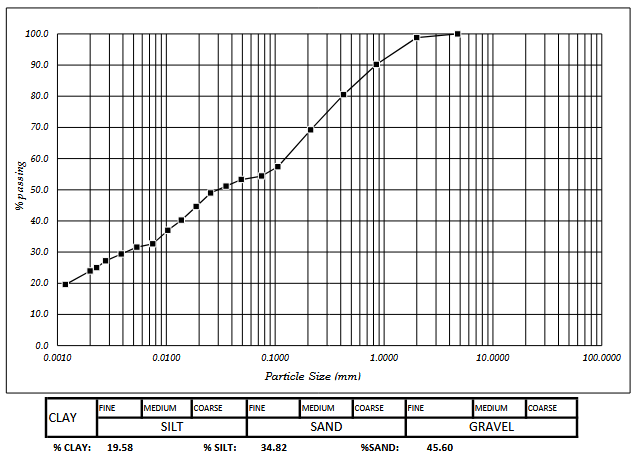 100.0
90.0
80.0
70.0
60.0
50.0
40.0
30.0
20.0
10.0
0.0
% passing
0.0010 0.0100 0.1000 1.0000 10.0000 100.0000
Particle Size (mm)
CLAY FINE MEDIUM COARSE FINE MEDIUM COARSE FINE MEDIUM COARSE
SILT SAND GRAVEL
% CLAY: 19.58 % SILT: 34.82 %SAND: 45.60